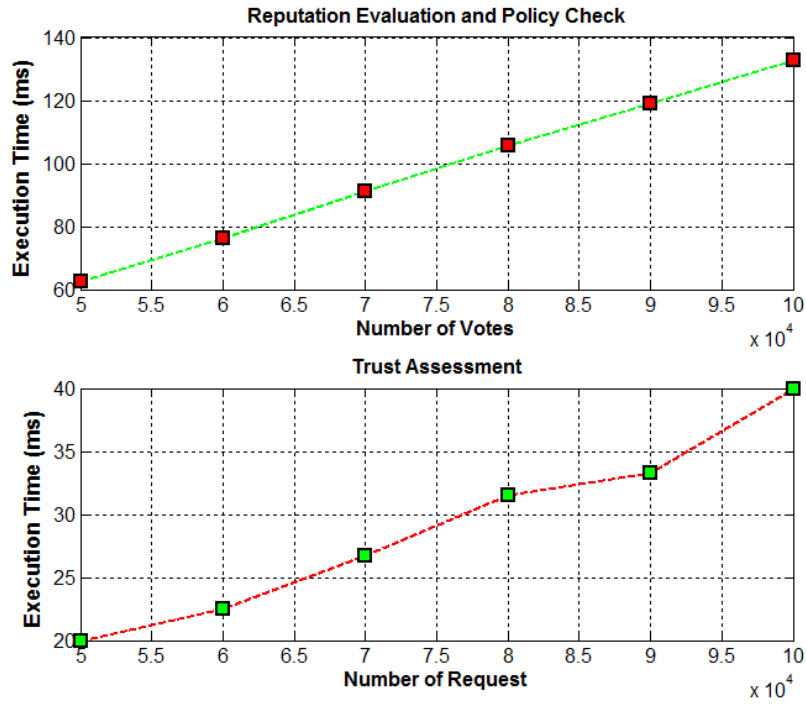 Reputation Evaluation and Policy Check
Execution Time (ms)
140
120
100
80
60
5 5.5 6 6.5 7 7.5 8 8.5 9 9.5 10
Number of Votes
x 10^4
Trust Assessment
Execution Time (ms)
40
35
30
25
20
5 5.5 6 6.5 7 7.5 8 8.5 9 9.5 10
Number of Request
x 10^4